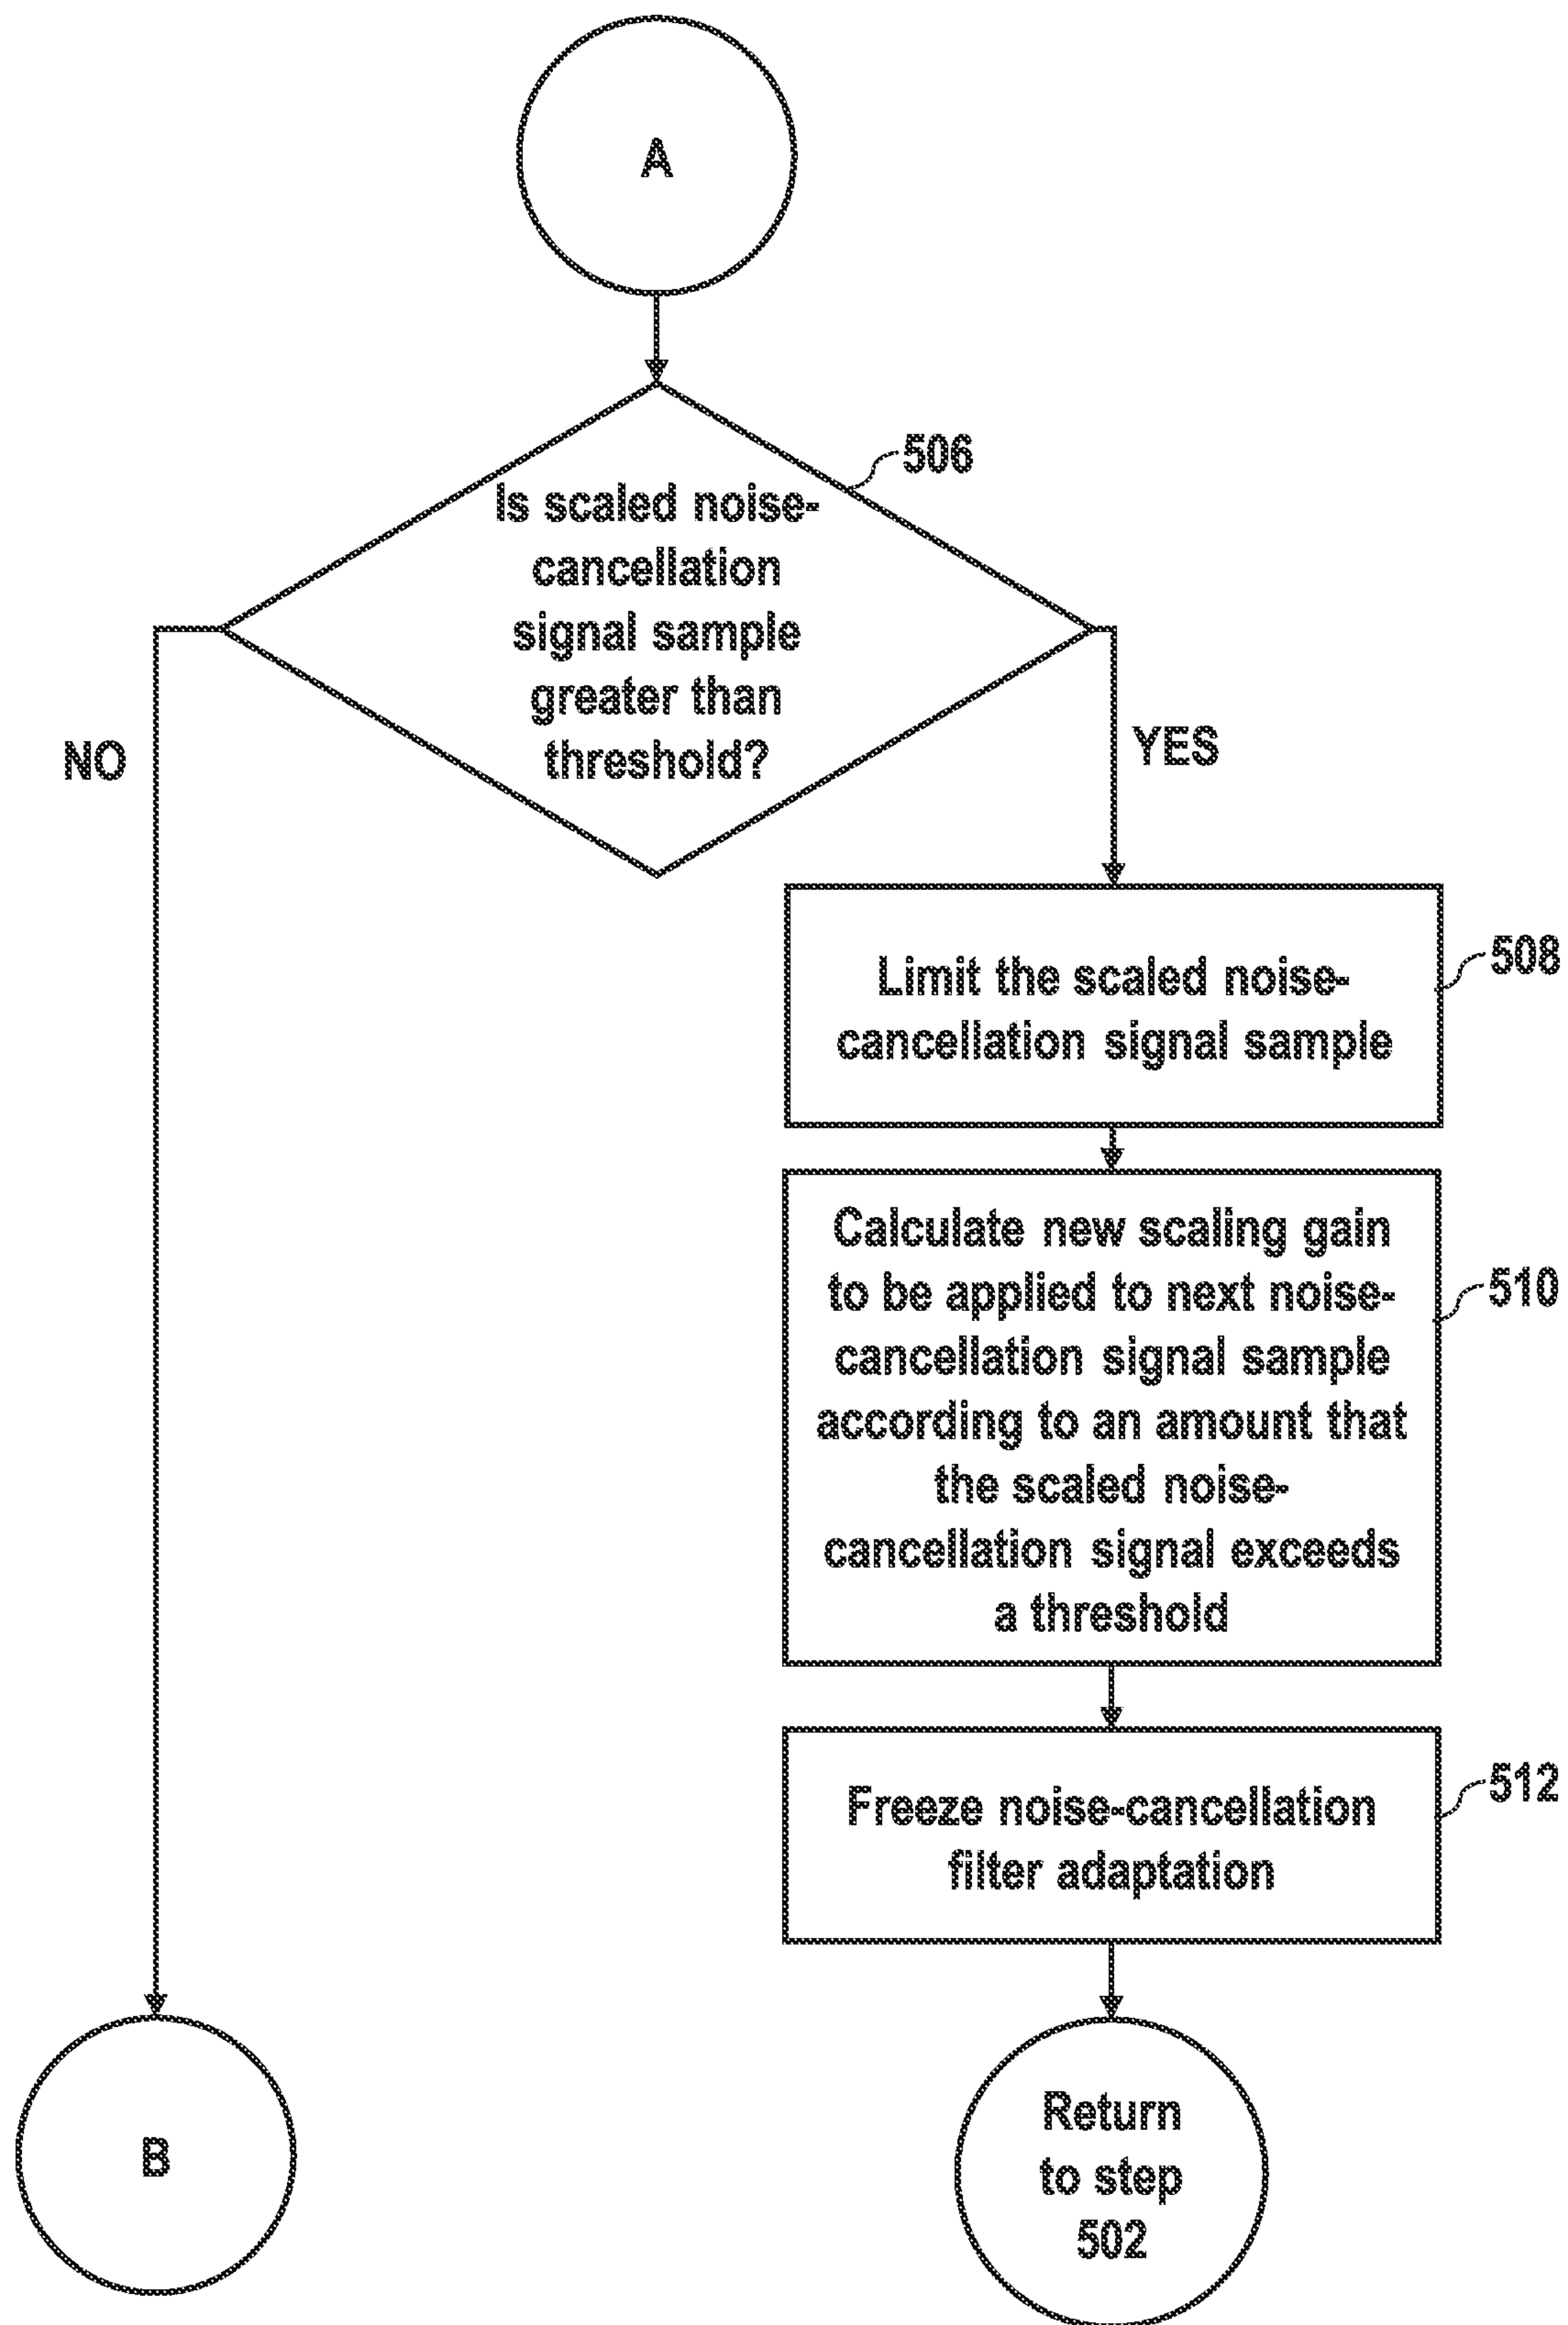 A
506
Is scaled noise-
cancellation
signal sample
greater than
threshold?
NO
YES
508
Limit the scaled noise-
cancellation signal sample
510
Calculate new scaling gain
to be applied to next noise-
cancellation signal sample
according to an amount that
the scaled noise-
cancellation signal exceeds
a threshold
512
Freeze noise-cancellation
filter adaptation
B
Return
to step
502